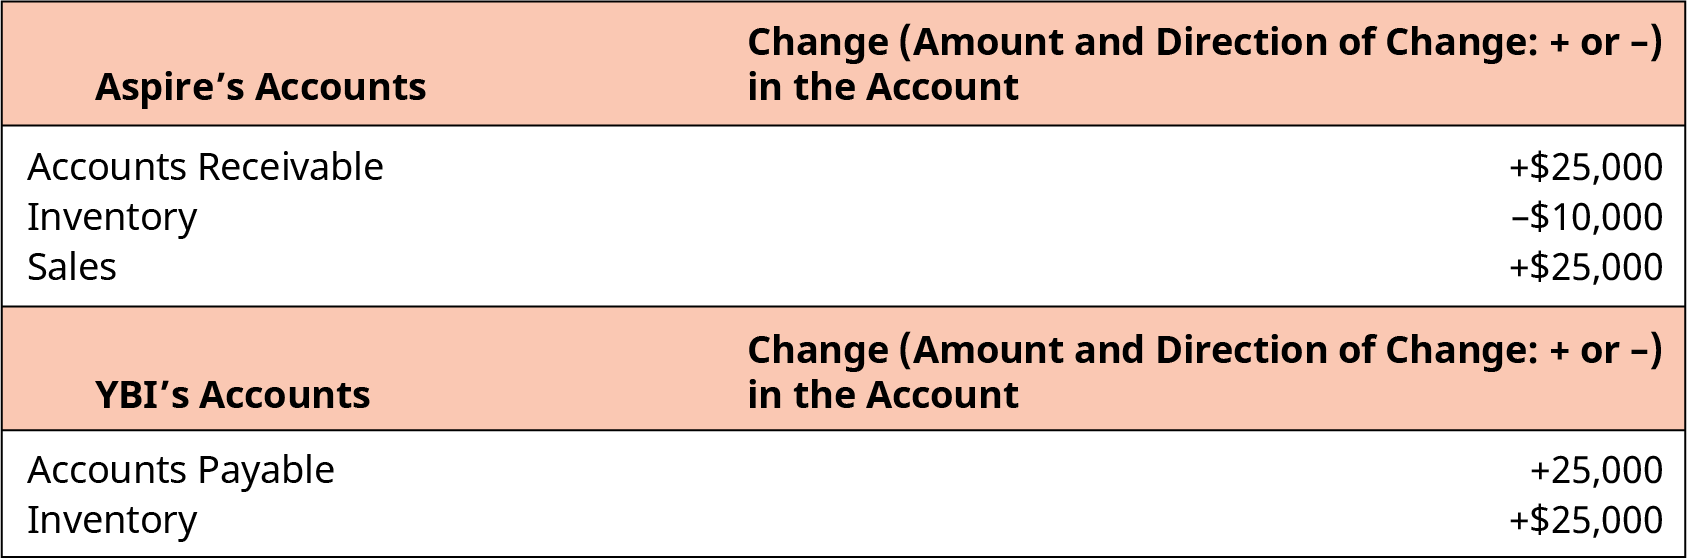 Change (Amount and Direction of Change: + or –)
Aspire’s Accounts in the Account
Accounts Receivable +$25,000
Inventory –$10,000
Sales +$25,000
Change (Amount and Direction of Change: + or –)
YBI’s Accounts in the Account
Accounts Payable +25,000
Inventory +$25,000